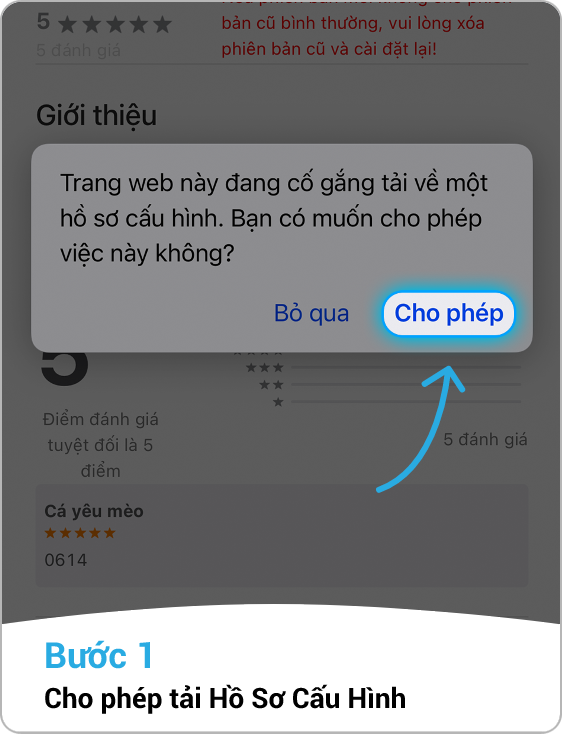 5 ★★★★★
5 đánh giá
bản cũ bình thường, vui lòng xóa
phiên bản cũ và cài đặt lại!
Giới thiệu
Trang web này đang cố gắng tải về một
hồ sơ cấu hình. Bạn có muốn cho phép
việc này không?
Bỏ qua
Cho phép
5
Điểm đánh giá
tuyệt đối là 5
điểm
5 đánh giá
Cá yêu mèo
★★★★★
0614
Bước 1
Cho phép tải Hồ Sơ Cấu Hình